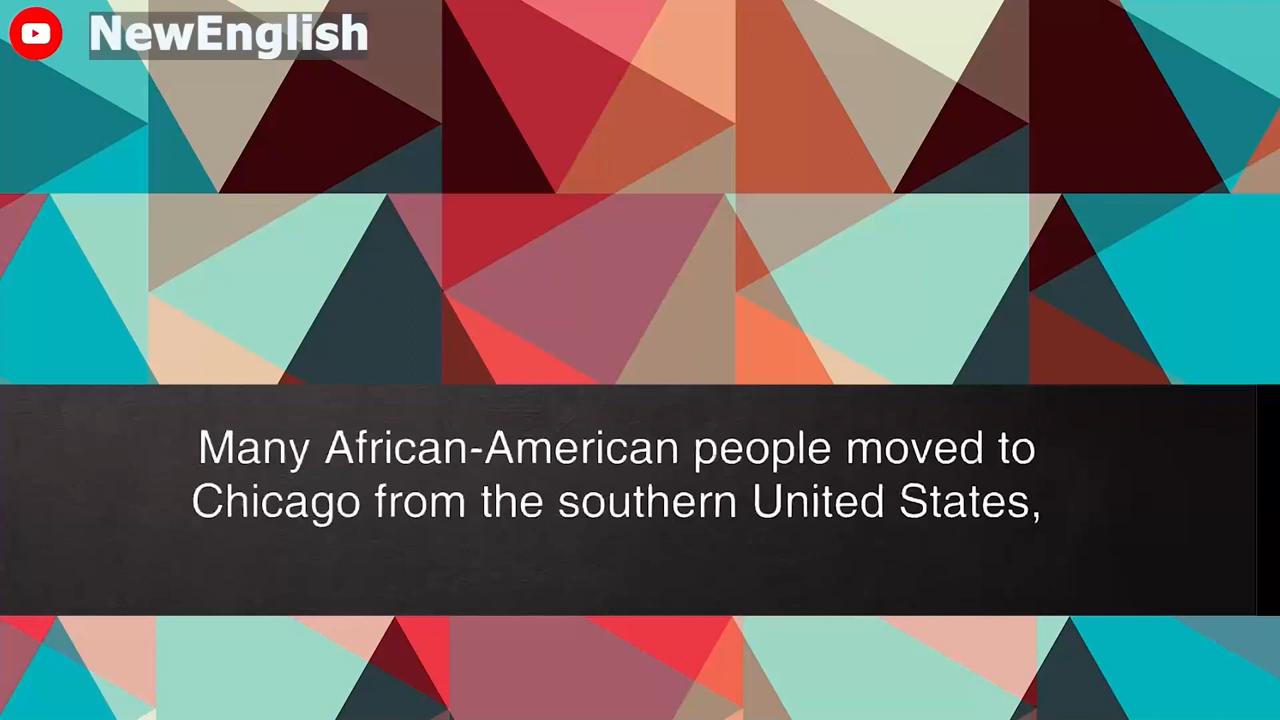 NewEnglish
Many African-American people moved to
Chicago from the southern United States,